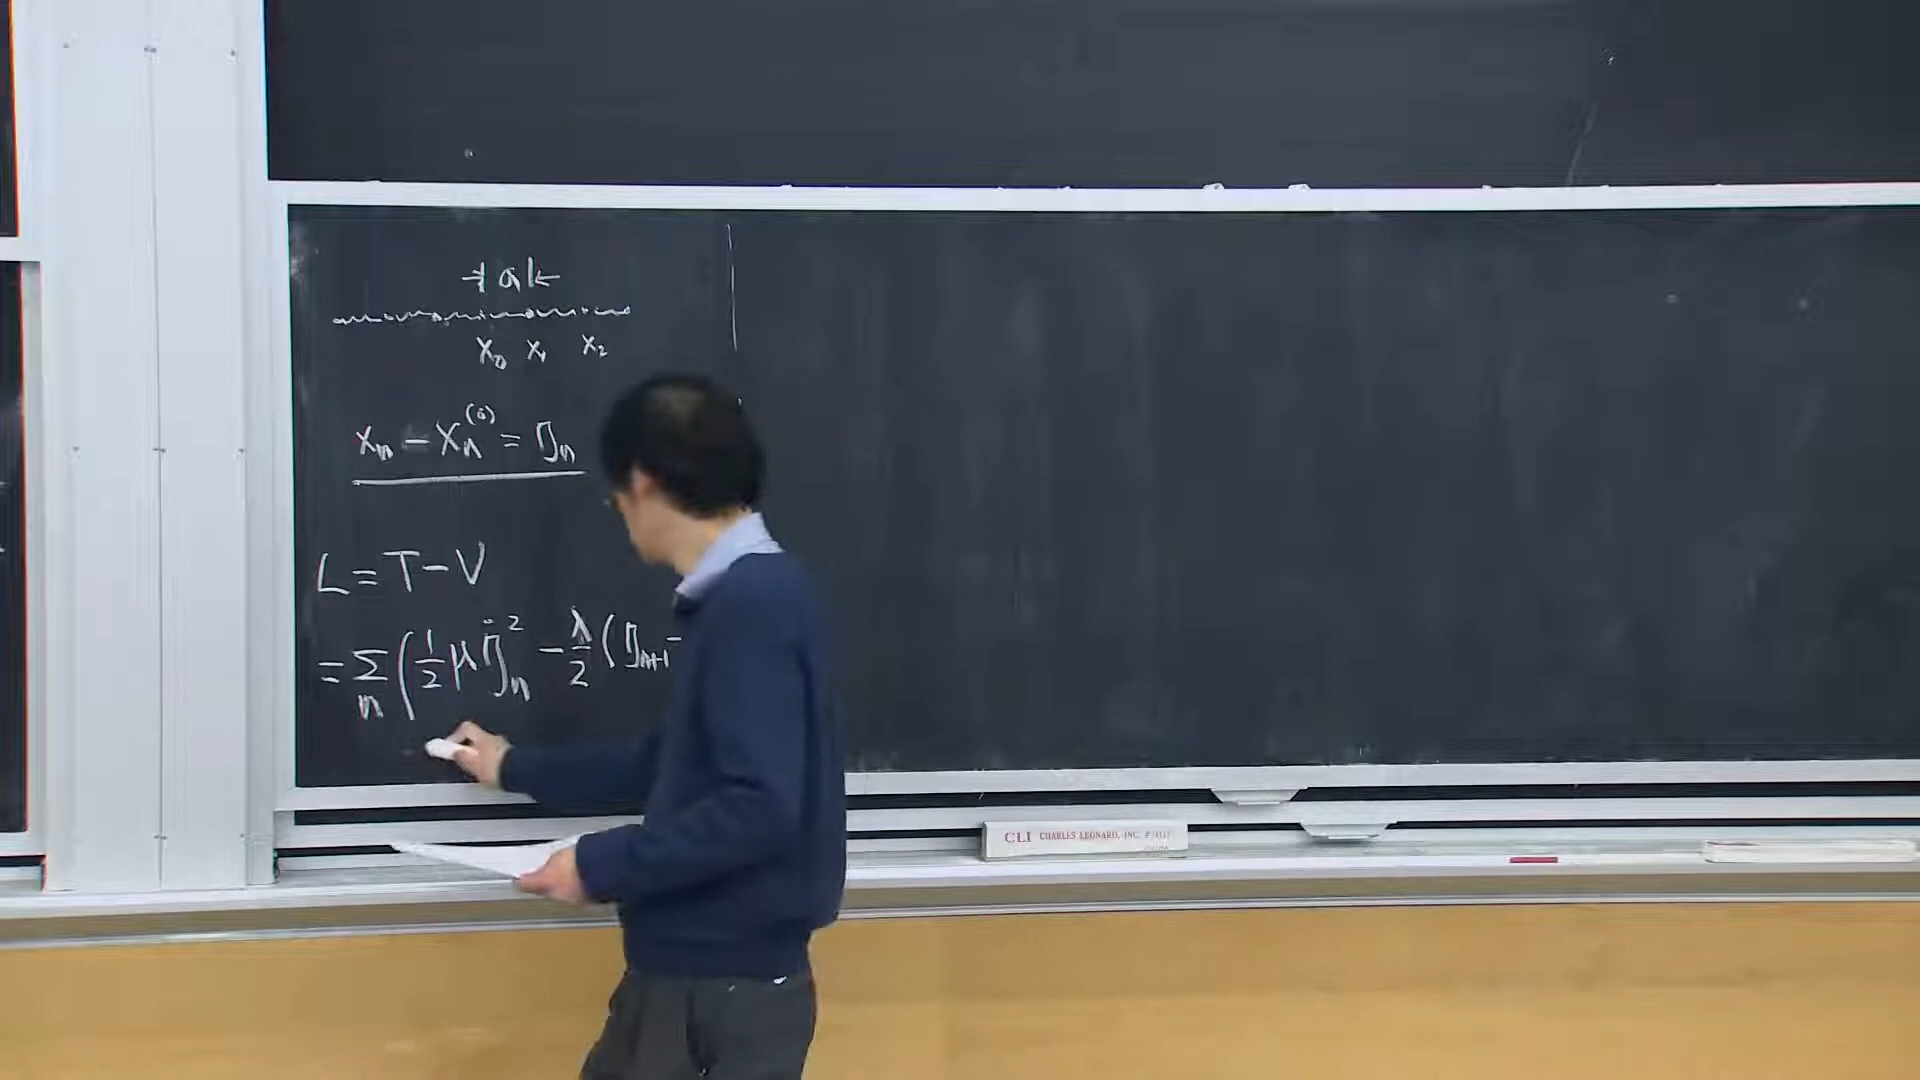 →|a|←
x₀ x₁ x₂
xₙ − xₙ⁽⁰⁾ = ηₙ
L = T − V
= Σₙ (½ μ η̇ₙ² − λ/2 (ηₙ₊₁ −
CLI CHARLES LEONARD, INC.